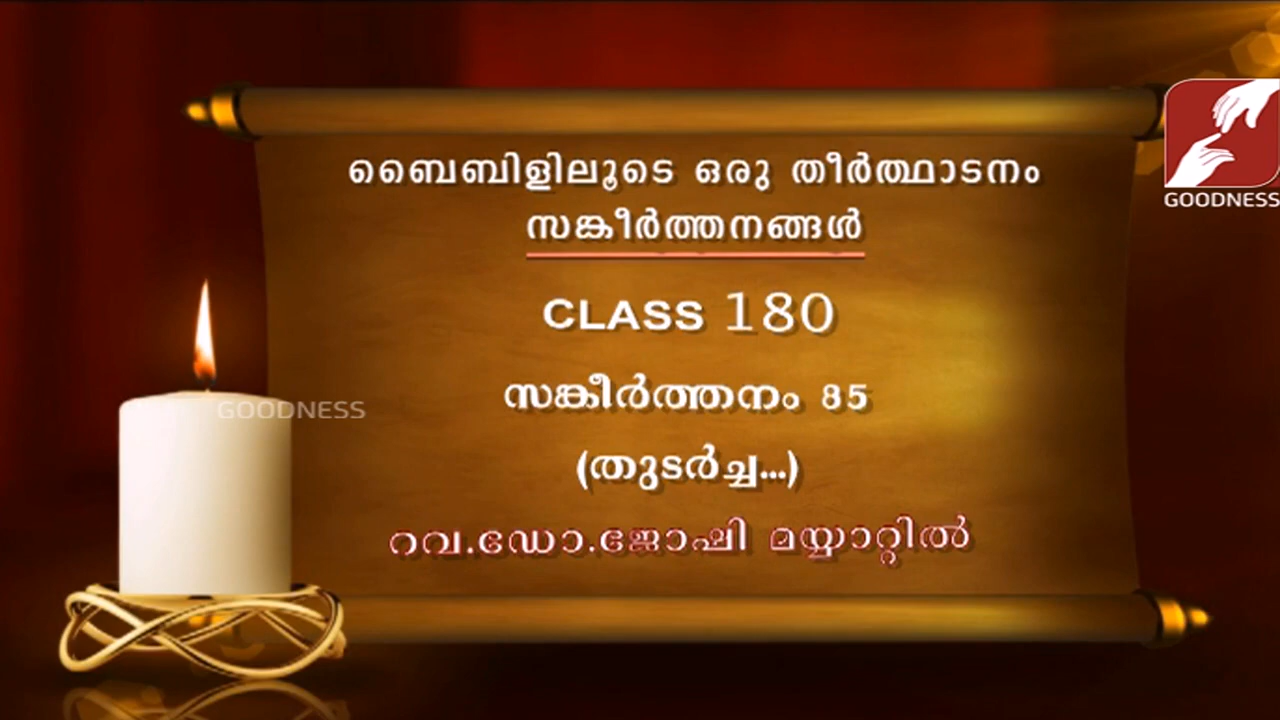 ബൈബിളിലൂടെ ഒരു തീർത്ഥാടനം
സങ്കീർത്തനങ്ങൾ
CLASS 180
സങ്കീർത്തനം 85
(തുടർച്ച...)
റവ.ഡോ.ജോഷി മയ്യാറ്റിൽ
GOODNESS
GOODNESS